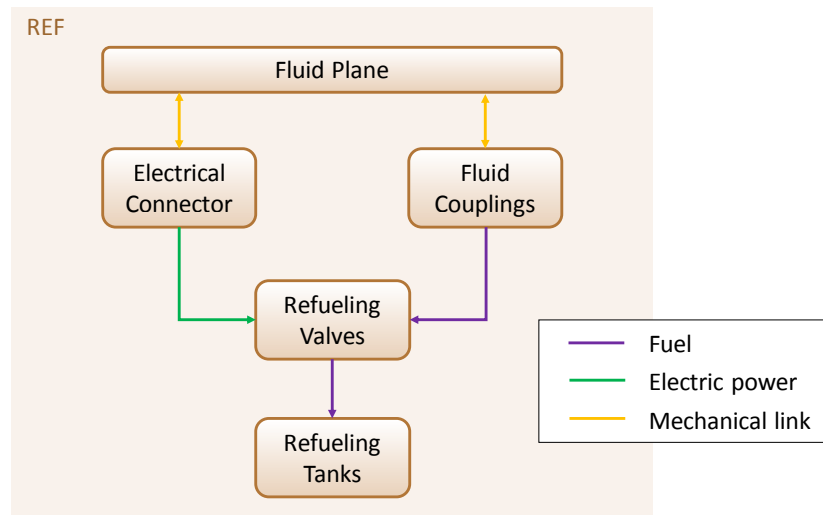 REF
Fluid Plane
Electrical
Connector
Fluid
Couplings
Refueling
Valves
Refueling
Tanks
Fuel
Electric power
Mechanical link